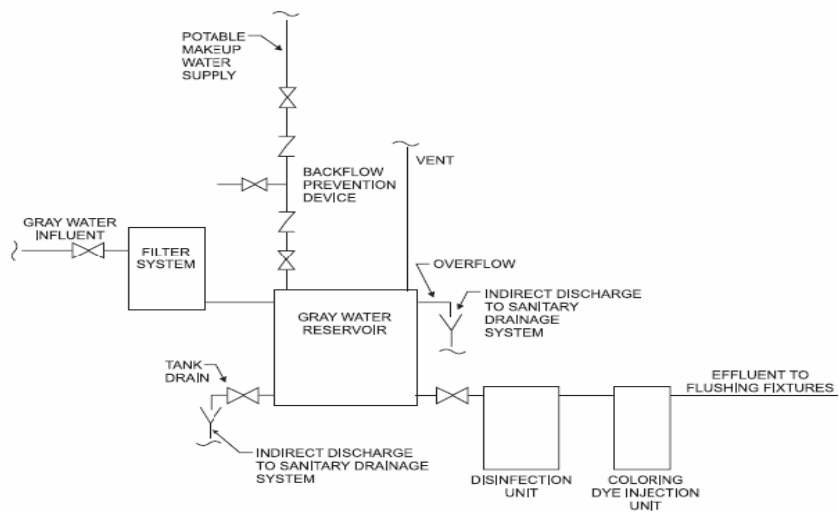 POTABLE
MAKEUP
WATER
SUPPLY
VENT
BACKFLOW
PREVENTION
DEVICE
GRAY WATER
INFLUENT
FILTER
SYSTEM
OVERFLOW
INDIRECT DISCHARGE
TO SANITARY
DRAINAGE
SYSTEM
GRAY WATER
RESERVOIR
TANK
DRAIN
EFFLUENT TO
FLUSHING FIXTURES
INDIRECT DISCHARGE
TO SANITARY DRAINAGE
SYSTEM
DISINFECTION
UNIT
COLORING
DYE INJECTION
UNIT